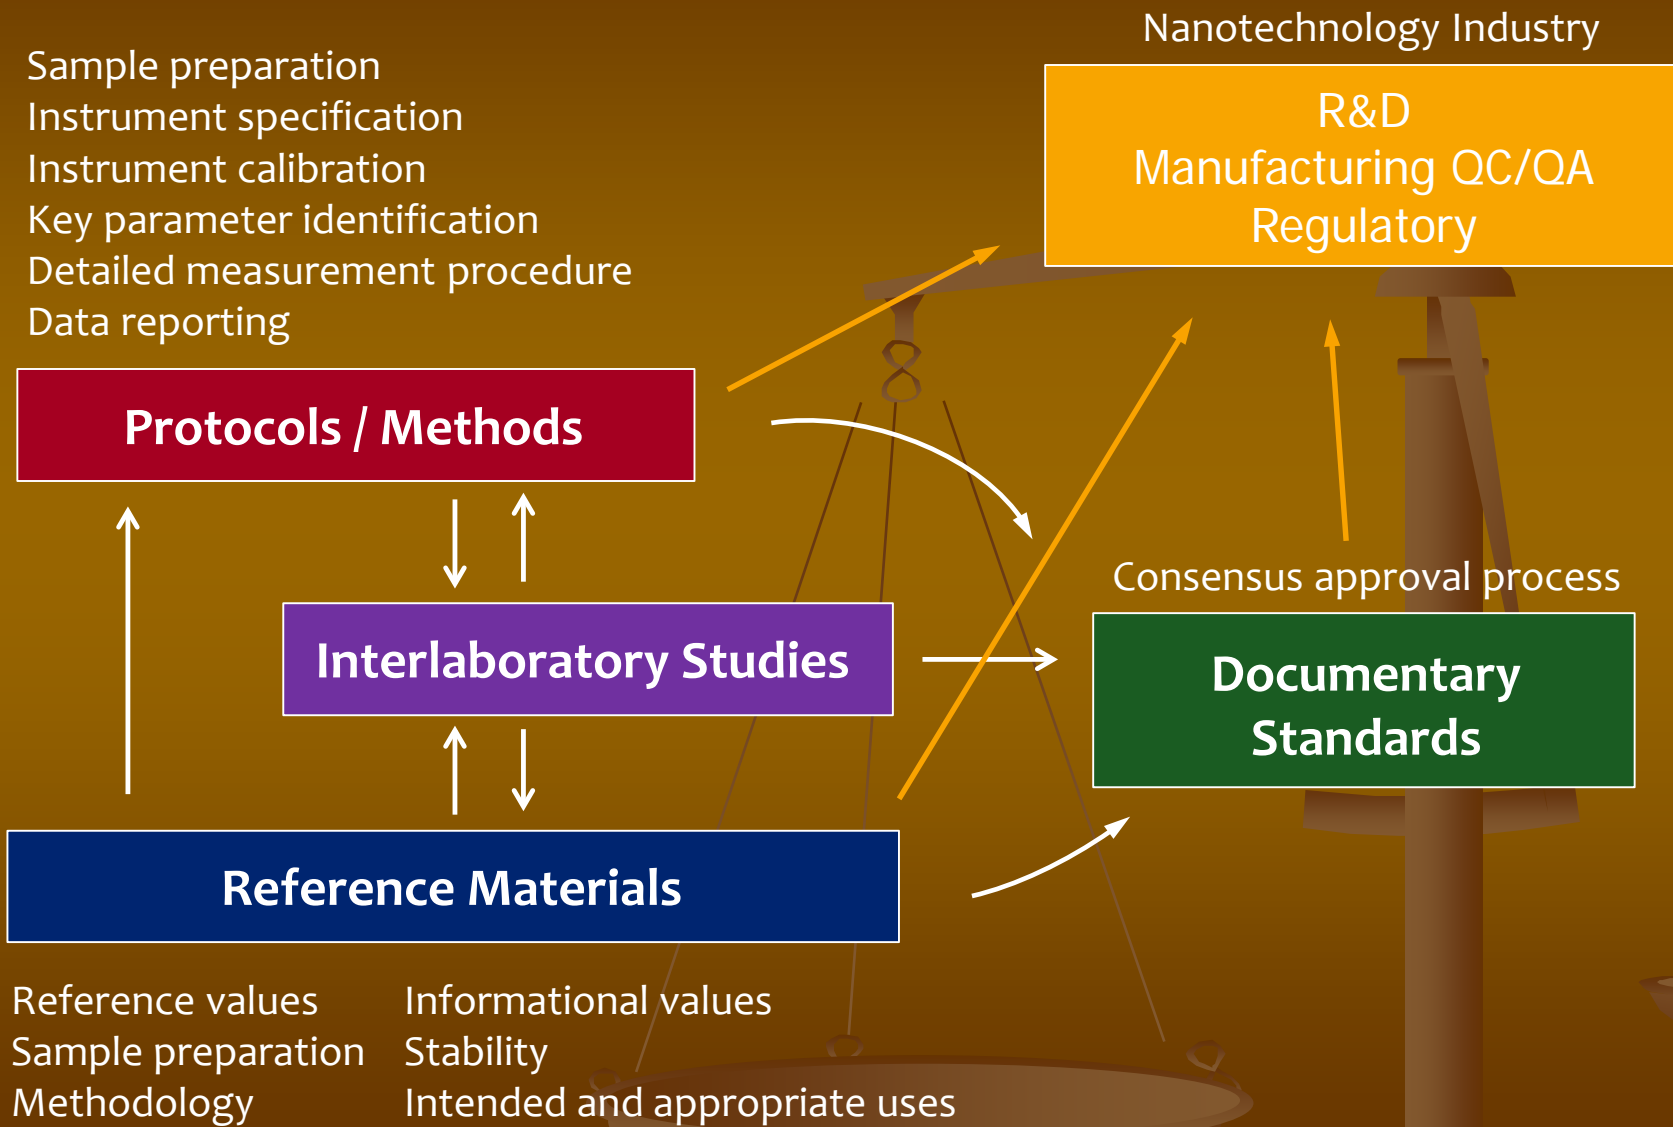 Nanotechnology Industry
R&D
Manufacturing QC/QA
Regulatory
Sample preparation
Instrument specification
Instrument calibration
Key parameter identification
Detailed measurement procedure
Data reporting
Protocols / Methods
Interlaboratory Studies
Consensus approval process
Documentary
Standards
Reference Materials
Reference values
Sample preparation
Methodology
Informational values
Stability
Intended and appropriate uses